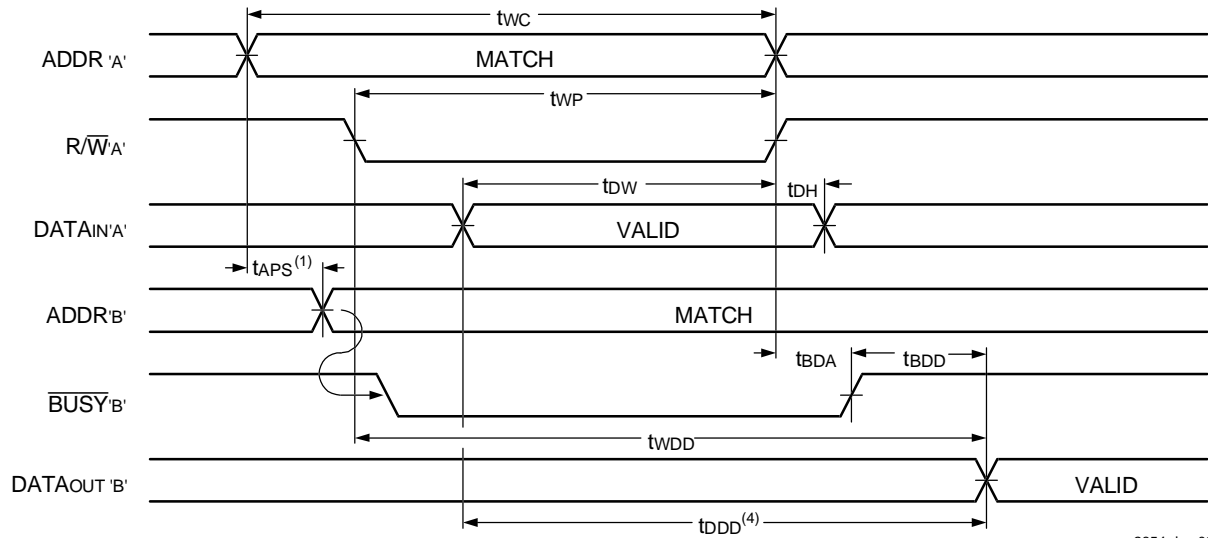 tWC
ADDR 'A' MATCH
tWP
R/W̅'A'
tDW tDH
DATAIN'A' VALID
tAPS(1)
ADDR'B' MATCH
tBDA tBDD
B̅U̅S̅Y̅'B'
tWDD
DATAOUT 'B' VALID
tDDD(4)